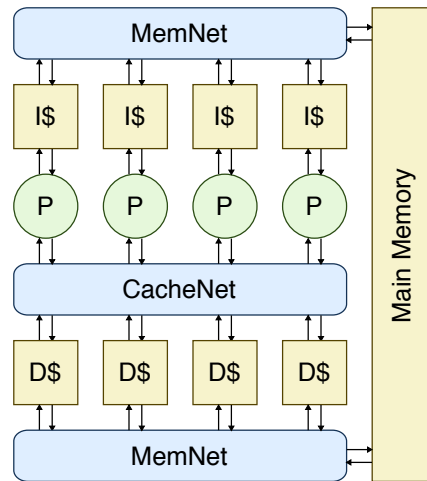 MemNet
I$ I$ I$ I$
P P P P
CacheNet
D$ D$ D$ D$
MemNet
Main Memory